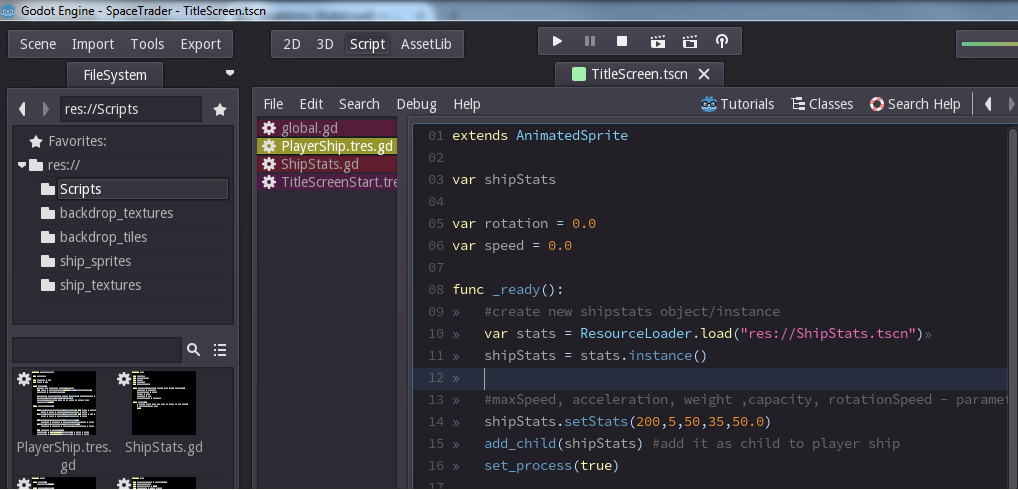 Godot Engine - SpaceTrader - TitleScreen.tscn
Scene Import Tools Export
2D 3D Script AssetLib
FileSystem
TitleScreen.tscn
res://Scripts
Favorites:
res://
Scripts
backdrop_textures
backdrop_tiles
ship_sprites
ship_textures
PlayerShip.tres.
gd
ShipStats.gd
File Edit Search Debug Help
Tutorials Classes Search Help
global.gd
PlayerShip.tres.gd
ShipStats.gd
TitleScreenStart.tre
01 extends AnimatedSprite
02
03 var shipStats
04
05 var rotation = 0.0
06 var speed = 0.0
07
08 func _ready():
09 » #create new shipstats object/instance
10 » var stats = ResourceLoader.load("res://ShipStats.tscn")»
11 » shipStats = stats.instance()
12 »
13 » #maxSpeed, acceleration, weight ,capacity, rotationSpeed - paramet
14 » shipStats.setStats(200,5,50,35,50.0)
15 » add_child(shipStats) #add it as child to player ship
16 » set_process(true)
17